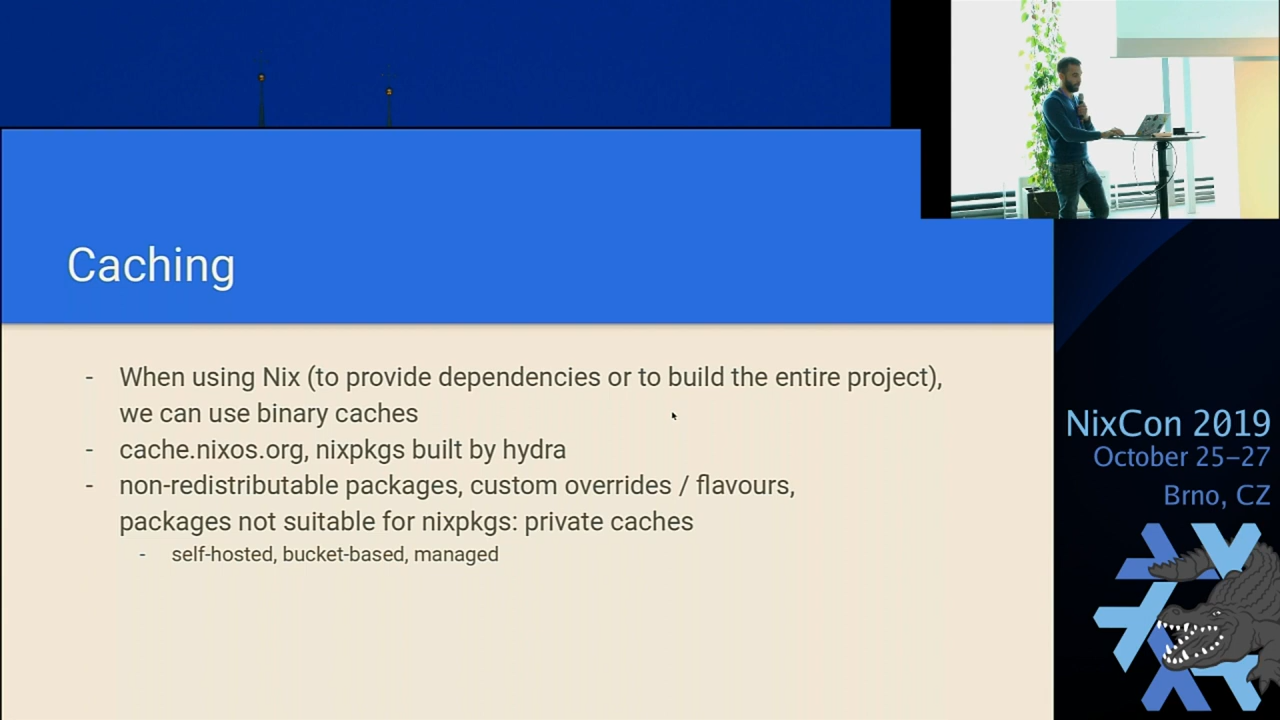 Caching
- When using Nix (to provide dependencies or to build the entire project),
we can use binary caches
- cache.nixos.org, nixpkgs built by hydra
- non-redistributable packages, custom overrides / flavours,
packages not suitable for nixpkgs: private caches
- self-hosted, bucket-based, managed
NixCon 2019
October 25–27
Brno, CZ